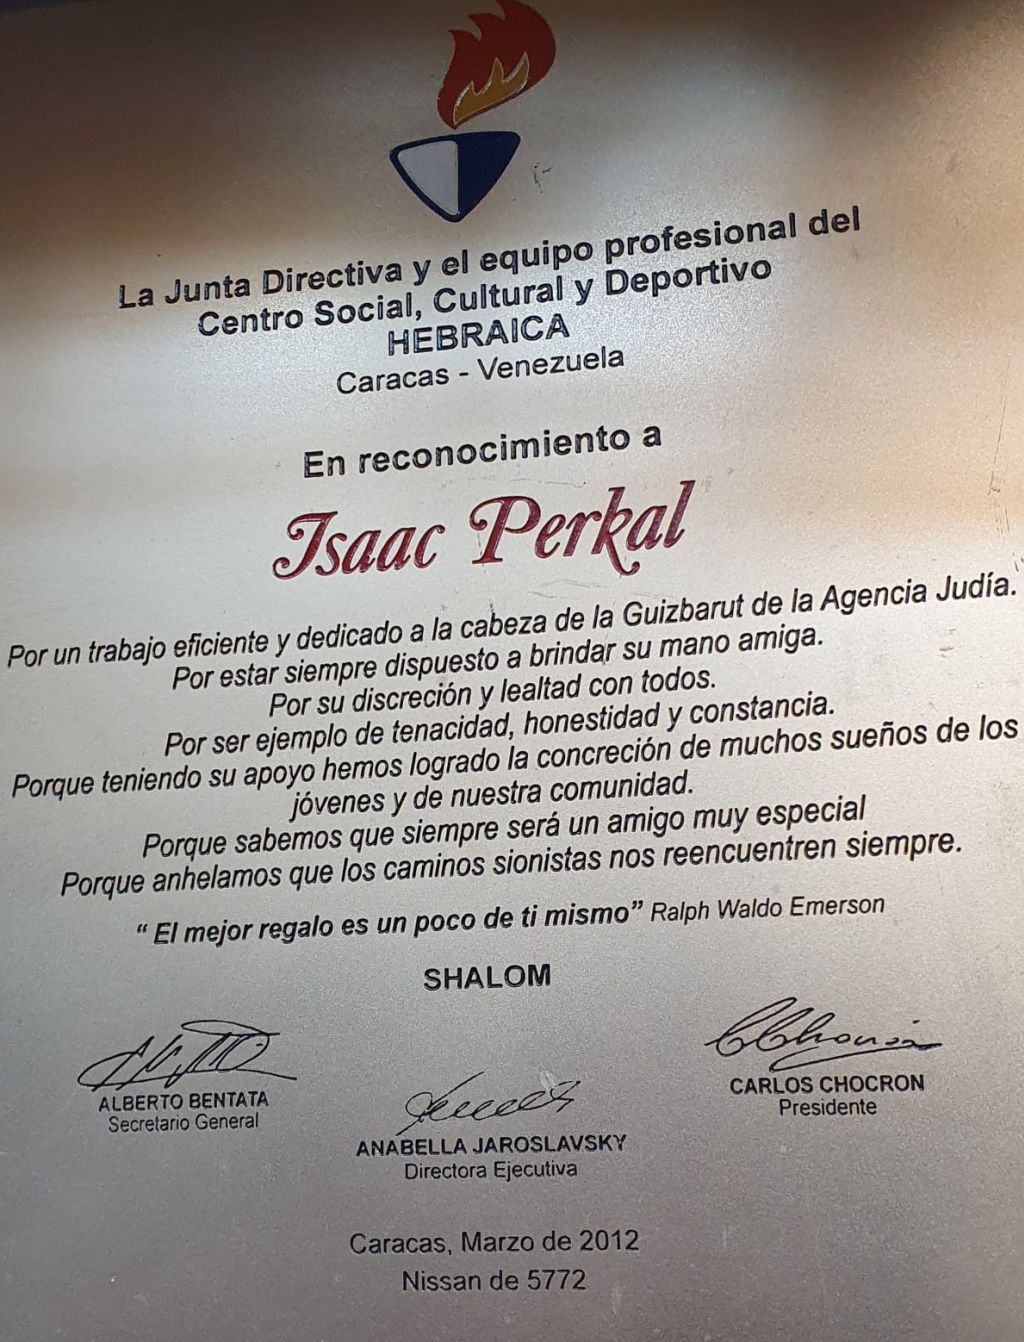 La Junta Directiva y el equipo profesional del
Centro Social, Cultural y Deportivo
HEBRAICA
Caracas - Venezuela
En reconocimiento a
Isaac Perkal
Por un trabajo eficiente y dedicado a la cabeza de la Guizbarut de la Agencia Judía.
Por estar siempre dispuesto a brindar su mano amiga.
Por su discreción y lealtad con todos.
Por ser ejemplo de tenacidad, honestidad y constancia.
Porque teniendo su apoyo hemos logrado la concreción de muchos sueños de los
jóvenes y de nuestra comunidad.
Porque sabemos que siempre será un amigo muy especial
Porque anhelamos que los caminos sionistas nos reencuentren siempre.
“ El mejor regalo es un poco de ti mismo” Ralph Waldo Emerson
SHALOM
ALBERTO BENTATA
Secretario General
ANABELLA JAROSLAVSKY
Directora Ejecutiva
CARLOS CHOCRON
Presidente
Caracas, Marzo de 2012
Nissan de 5772